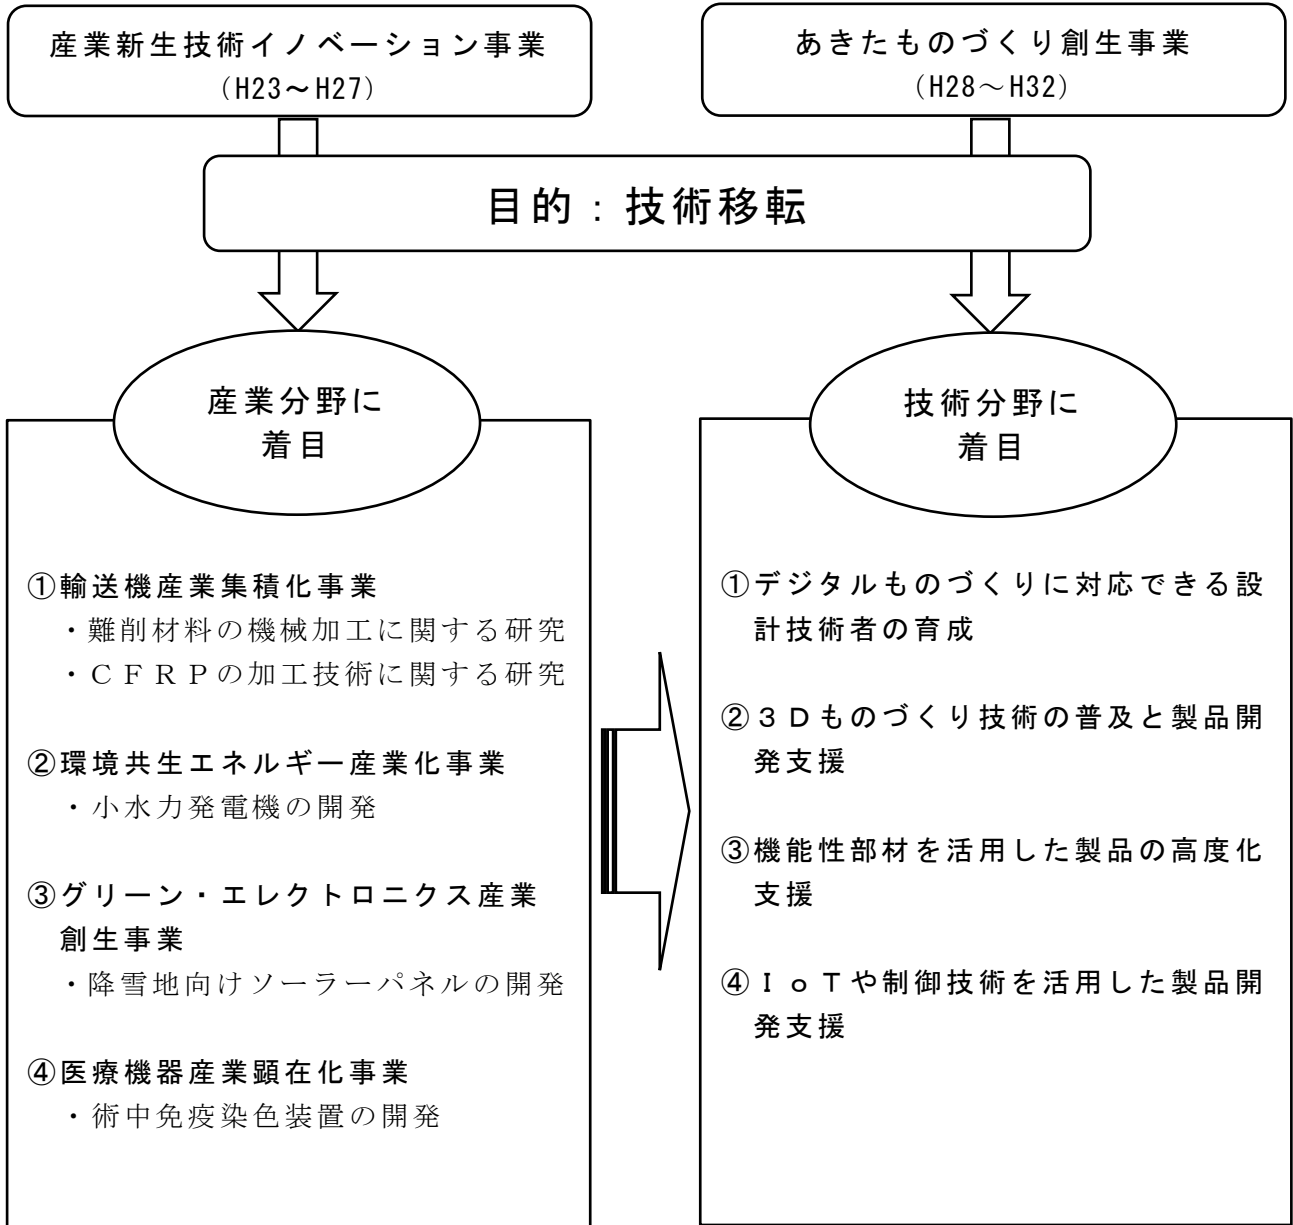 産業新生技術イノベーション事業
（H23～H27）
あきたものづくり創生事業
（H28～H32）
目的：技術移転
産業分野に
着目
①輸送機産業集積化事業
・難削材料の機械加工に関する研究
・ＣＦＲＰの加工技術に関する研究
②環境共生エネルギー産業化事業
・小水力発電機の開発
③グリーン・エレクトロニクス産業
創生事業
・降雪地向けソーラーパネルの開発
④医療機器産業顕在化事業
・術中免疫染色装置の開発
技術分野に
着目
①デジタルものづくりに対応できる設
計技術者の育成
②３Ｄものづくり技術の普及と製品開
発支援
③機能性部材を活用した製品の高度化
支援
④ＩｏＴや制御技術を活用した製品開
発支援